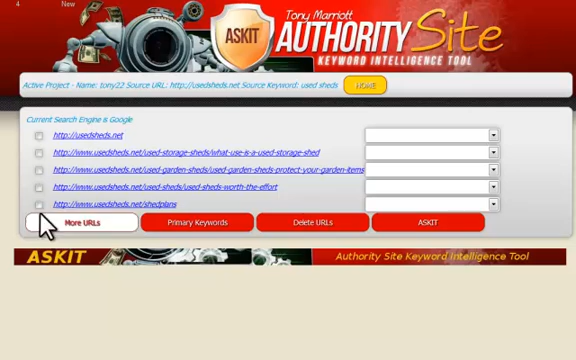 4 New
Tony Marriott
ASKIT AUTHORITY Site
KEYWORD INTELLIGENCE TOOL
Active Project - Name: tony22 Source URL: http://usedsheds.net Source Keyword: used sheds HOME
Current Search Engine is Google
http://usedsheds.net
http://www.usedsheds.net/used-storage-sheds/what-use-is-a-used-storage-shed
http://www.usedsheds.net/used-garden-sheds/used-garden-sheds-protect-your-garden-items
http://www.usedsheds.net/used-sheds/used-sheds-worth-the-effort
http://www.usedsheds.net/shedplans
More URLs Primary Keywords Delete URLs ASKIT
ASKIT Authority Site Keyword Intelligence Tool